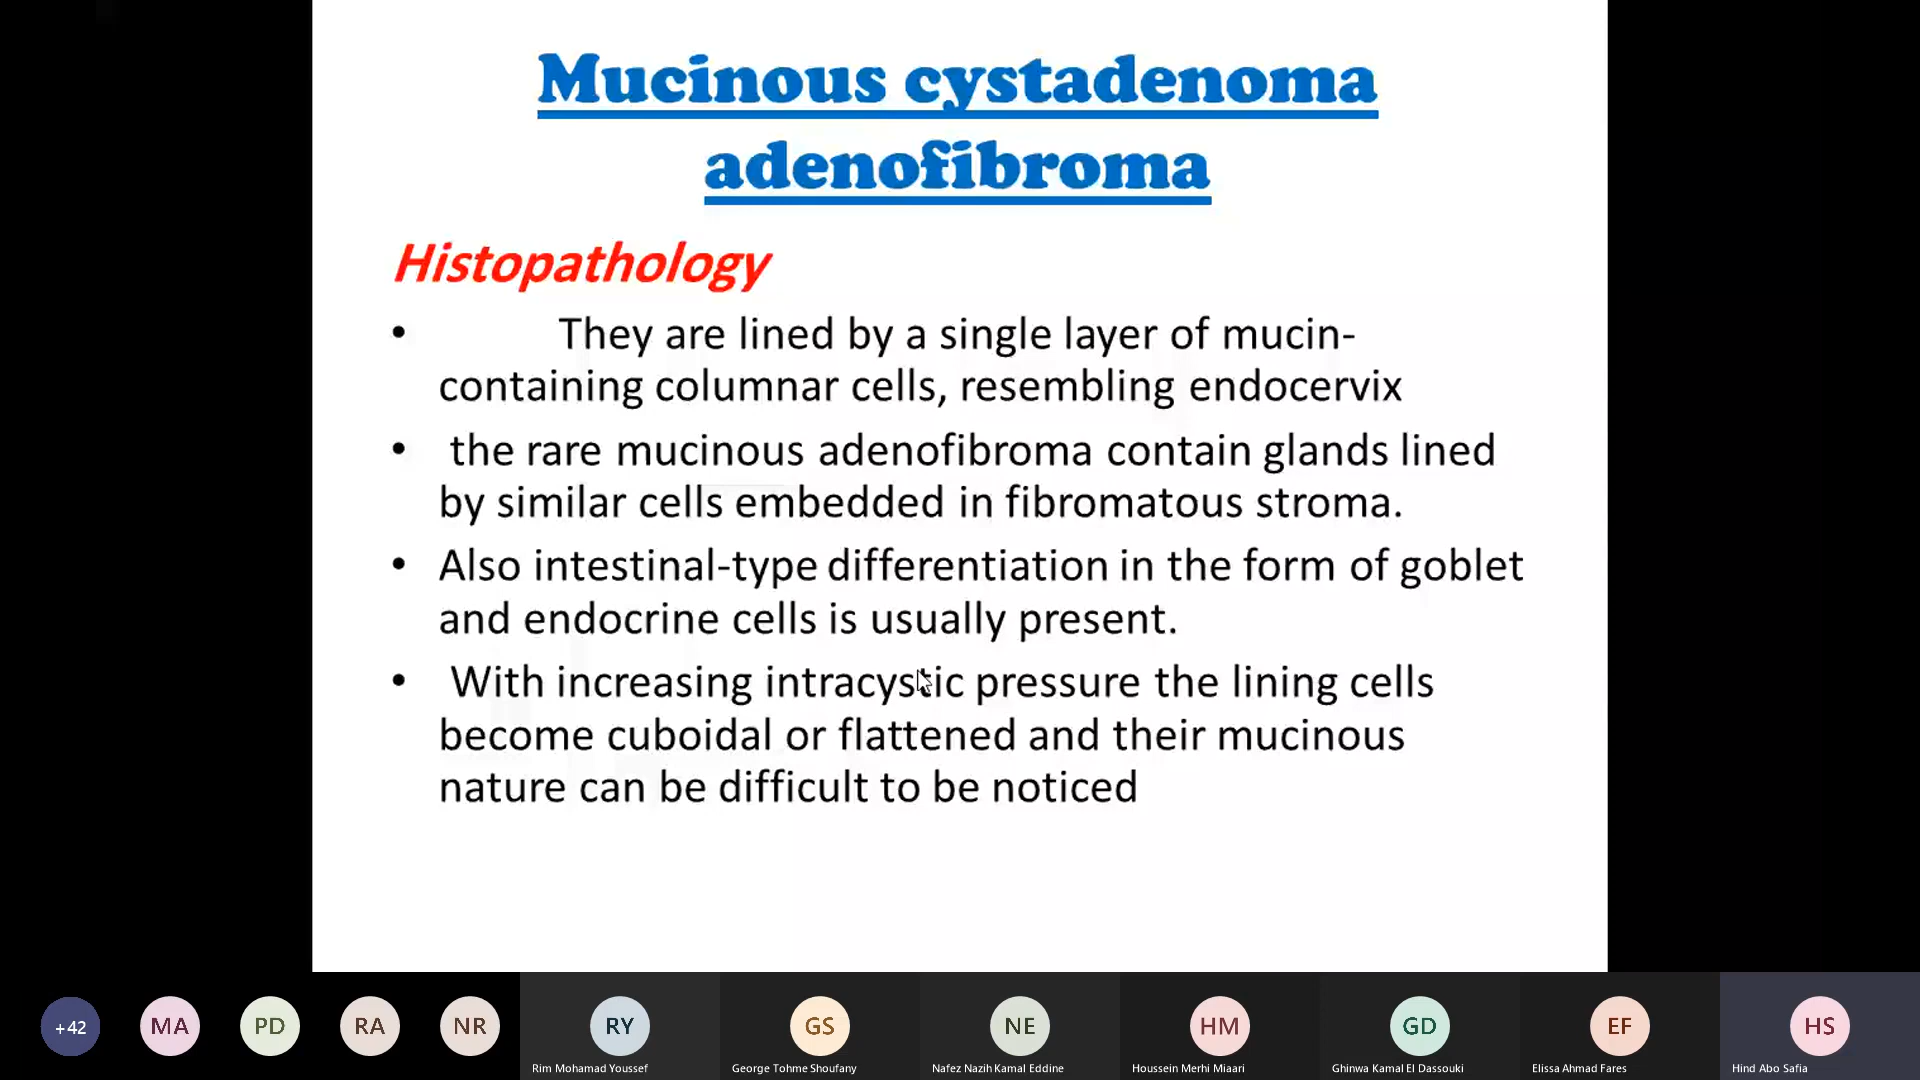 Mucinous cystadenoma
adenofibroma
Histopathology
• They are lined by a single layer of mucin-
containing columnar cells, resembling endocervix
• the rare mucinous adenofibroma contain glands lined
by similar cells embedded in fibromatous stroma.
• Also intestinal-type differentiation in the form of goblet
and endocrine cells is usually present.
• With increasing intracystic pressure the lining cells
become cuboidal or flattened and their mucinous
nature can be difficult to be noticed
+42 MA PD RA NR RY GS NE HM GD EF HS
Rim Mohamad Youssef George Tohme Shoufany Nafez Nazih Kamal Eddine Houssein Merhi Miaari Ghinwa Kamal El Dassouki Elissa Ahmad Fares Hind Abo Safia